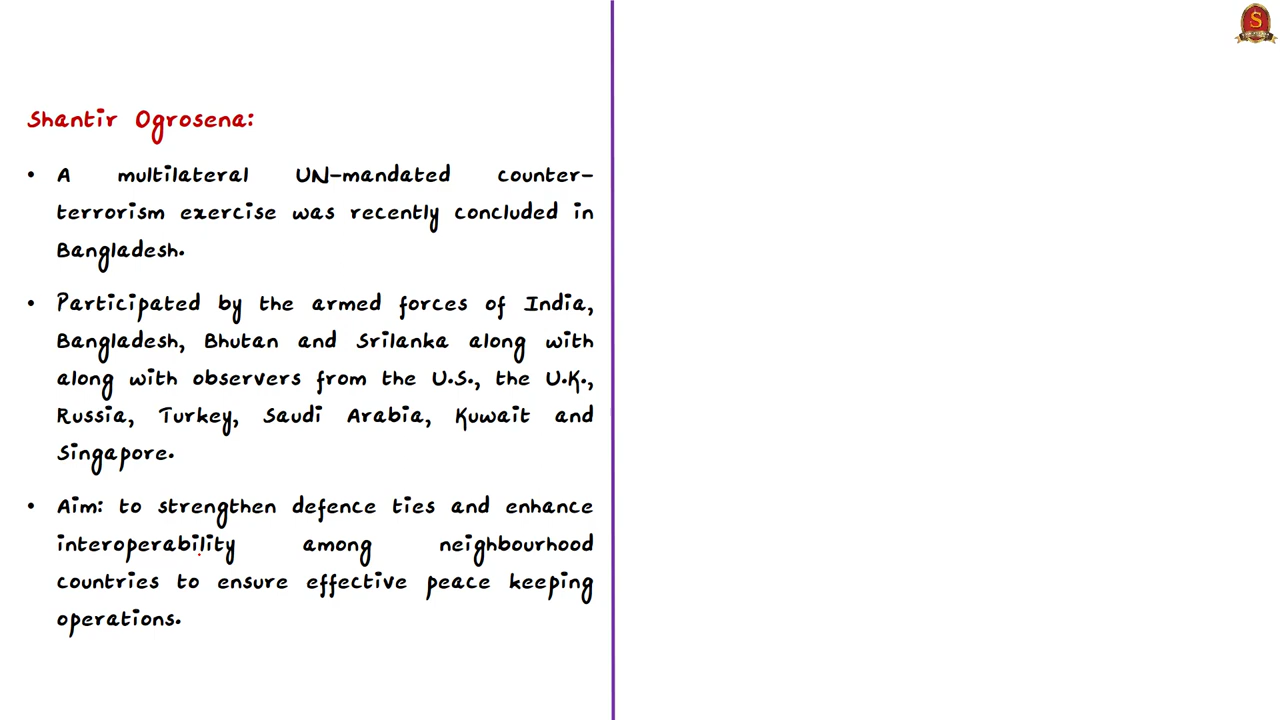 Shantir Ogrosena:
• A multilateral UN-mandated counter-
terrorism exercise was recently concluded in
Bangladesh.
• Participated by the armed forces of India,
Bangladesh, Bhutan and Srilanka along with
along with observers from the U.S., the U.K.,
Russia, Turkey, Saudi Arabia, Kuwait and
Singapore.
• Aim: to strengthen defence ties and enhance
interoperability among neighbourhood
countries to ensure effective peace keeping
operations.
S